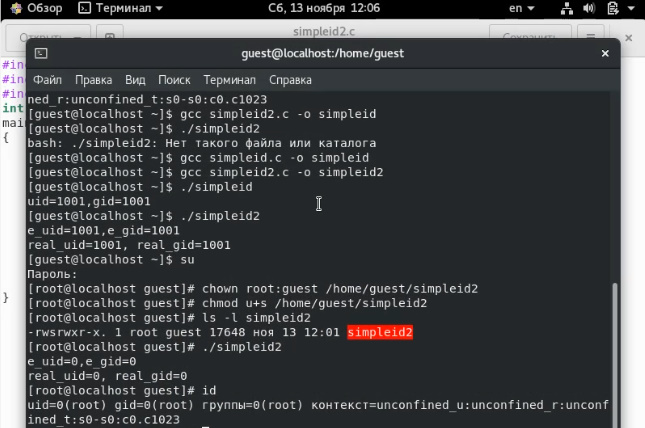 Обзор Терминал Сб, 13 ноября 12:06 en
Открыть simpleid2.c Сохранить
guest@localhost:/home/guest
Файл Правка Вид Поиск Терминал Справка
#in
#in
#in
int
main
{
}
ned_r:unconfined_t:s0-s0:c0.c1023
[guest@localhost ~]$ gcc simpleid2.c -o simpleid
[guest@localhost ~]$ ./simpleid2
bash: ./simpleid2: Нет такого файла или каталога
[guest@localhost ~]$ gcc simpleid.c -o simpleid
[guest@localhost ~]$ gcc simpleid2.c -o simpleid2
[guest@localhost ~]$ ./simpleid
uid=1001,gid=1001
[guest@localhost ~]$ ./simpleid2
e_uid=1001,e_gid=1001
real_uid=1001, real_gid=1001
[guest@localhost ~]$ su
Пароль:
[root@localhost guest]# chown root:guest /home/guest/simpleid2
[root@localhost guest]# chmod u+s /home/guest/simpleid2
[root@localhost guest]# ls -l simpleid2
-rwsrwxr-x. 1 root guest 17648 ноя 13 12:01 simpleid2
[root@localhost guest]# ./simpleid2
e_uid=0,e_gid=0
real_uid=0, real_gid=0
[root@localhost guest]# id
uid=0(root) gid=0(root) группы=0(root) контекст=unconfined_u:unconfined_r:unconf
ined_t:s0-s0:c0.c1023